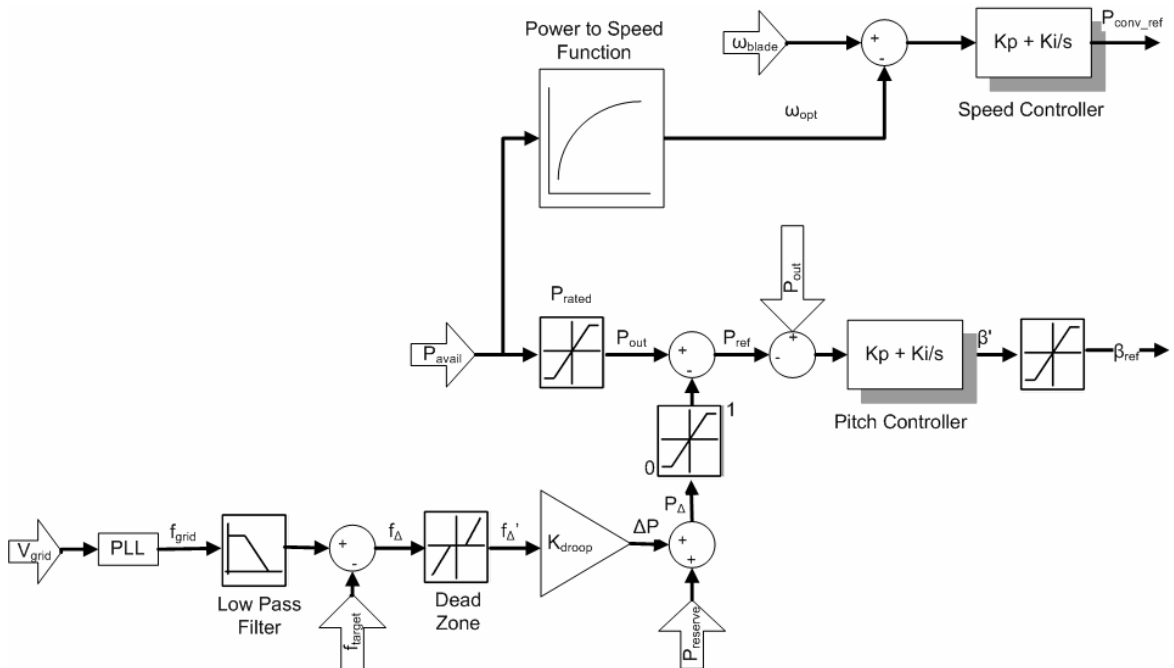 Power to Speed
Function
ω_blade
+
-
Kp + Ki/s
P_conv_ref
Speed Controller
ω_opt
P_out
P_rated
P_avail
P_out
+
-
P_ref
+
-
Kp + Ki/s
β'
β_ref
Pitch Controller
1
0
P_Δ
V_grid
PLL
f_grid
Low Pass
Filter
+
-
f_target
f_Δ
Dead
Zone
f_Δ'
K_droop
ΔP
+
+
P_reserve